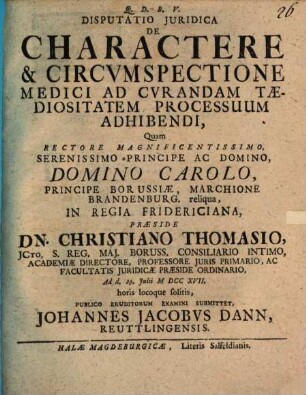 Q. D. B. V.
26
DISPUTATIO JURIDICA
DE
CHARACTERE
& CIRCVMSPECTIONE
MEDICI AD CVRANDAM TÆ-
DIOSITATEM PROCESSUUM
ADHIBENDI,
Quam
RECTORE MAGNIFICENTISSIMO,
SERENISSIMO PRINCIPE AC DOMINO,
DOMINO CAROLO,
PRINCIPE BORUSSIÆ, MARCHIONE
BRANDENBURG. reliqua,
IN REGIA FRIDERICIANA,
PRÆSIDE
DN. CHRISTIANO THOMASIO,
JCto, S. REG. MAJ. BORUSS. CONSILIARIO INTIMO,
ACADEMIÆ DIRECTORE, PROFESSORE JURIS PRIMARIO, AC
FACULTATIS JURIDICÆ PRÆSIDE ORDINARIO,
Ad d. 29. Julii M DCC XVII.
horis locoque solitis,
PUBLICO ERUDITORUM EXAMINI SUBMITTET,
JOHANNES JACOBVS DANN,
REUTTLINGENSIS.
HALÆ MAGDEBURGICÆ, Literis Salfeldianis.